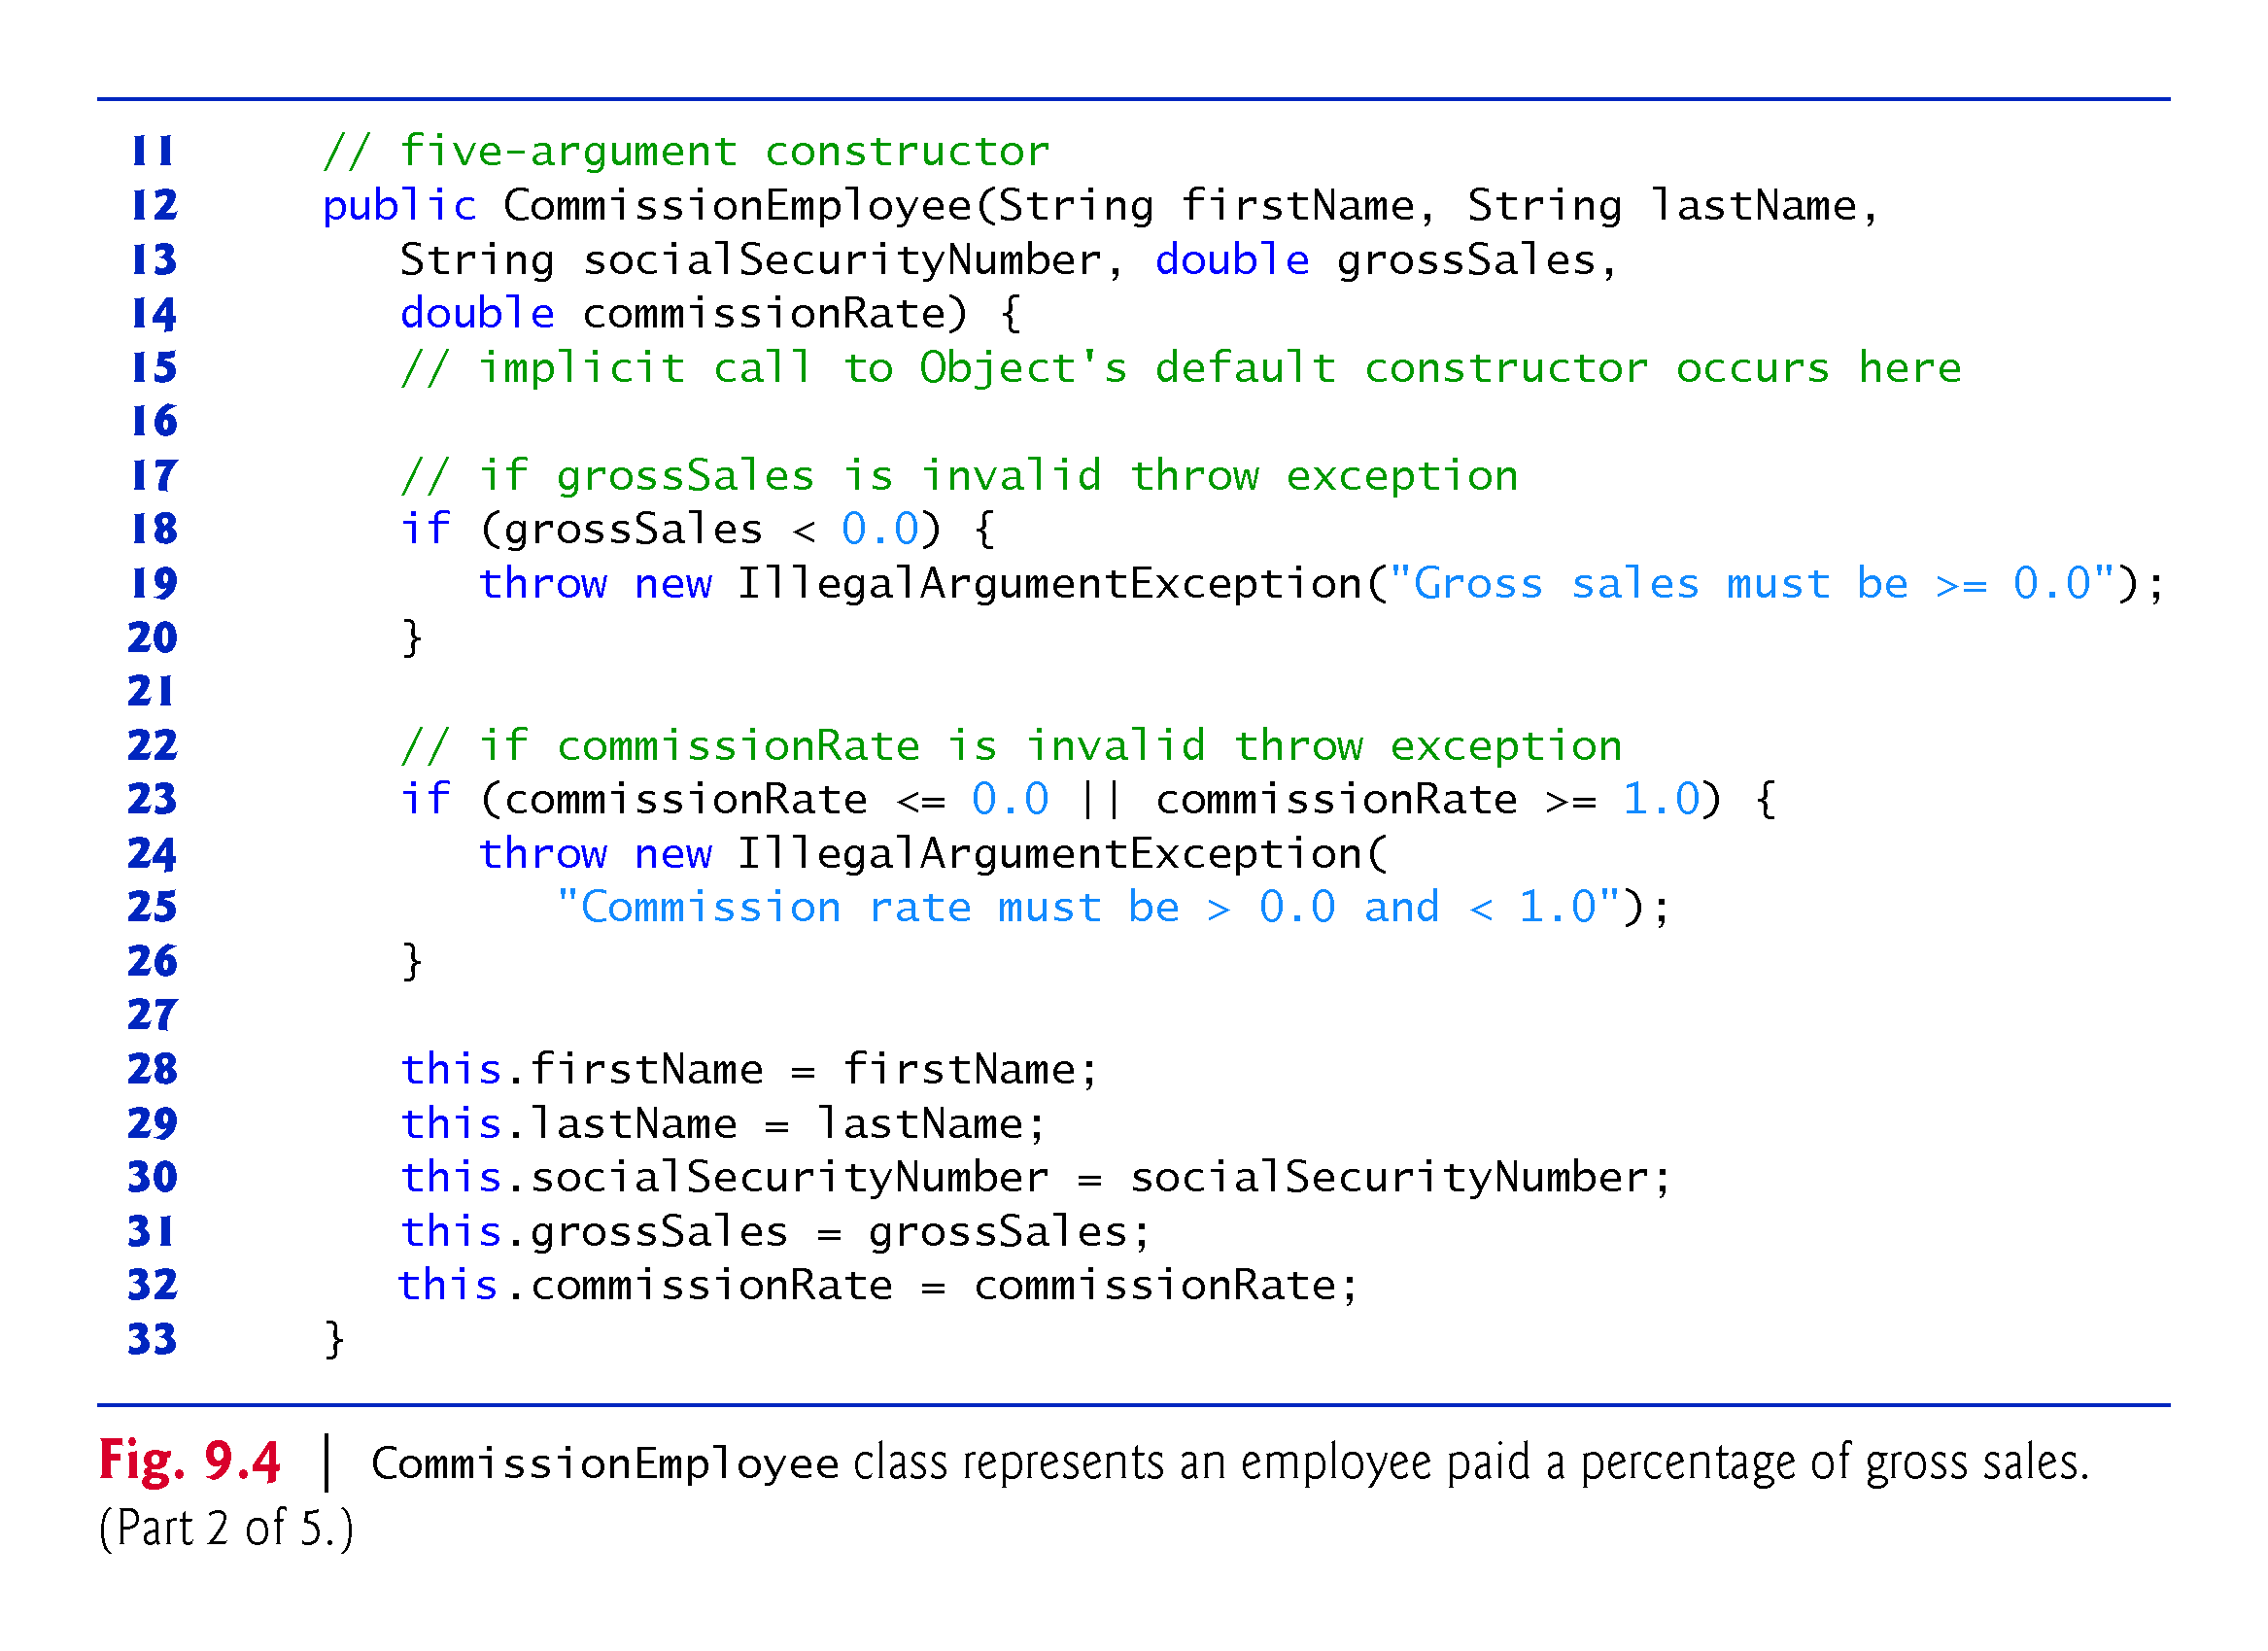 11 // five-argument constructor
12 public CommissionEmployee(String firstName, String lastName,
13 String socialSecurityNumber, double grossSales,
14 double commissionRate) {
15 // implicit call to Object's default constructor occurs here
16
17 // if grossSales is invalid throw exception
18 if (grossSales < 0.0) {
19 throw new IllegalArgumentException("Gross sales must be >= 0.0");
20 }
21
22 // if commissionRate is invalid throw exception
23 if (commissionRate <= 0.0 || commissionRate >= 1.0) {
24 throw new IllegalArgumentException(
25 "Commission rate must be > 0.0 and < 1.0");
26 }
27
28 this.firstName = firstName;
29 this.lastName = lastName;
30 this.socialSecurityNumber = socialSecurityNumber;
31 this.grossSales = grossSales;
32 this.commissionRate = commissionRate;
33 }
Fig. 9.4 | CommissionEmployee class represents an employee paid a percentage of gross sales.
(Part 2 of 5.)